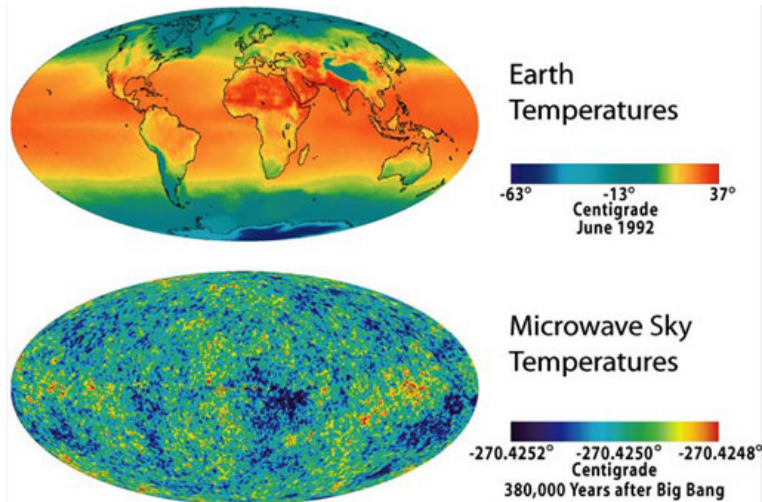 Earth
Temperatures
-63° -13° 37°
Centigrade
June 1992
Microwave Sky
Temperatures
-270.4252° -270.4250° -270.4248°
Centigrade
380,000 Years after Big Bang